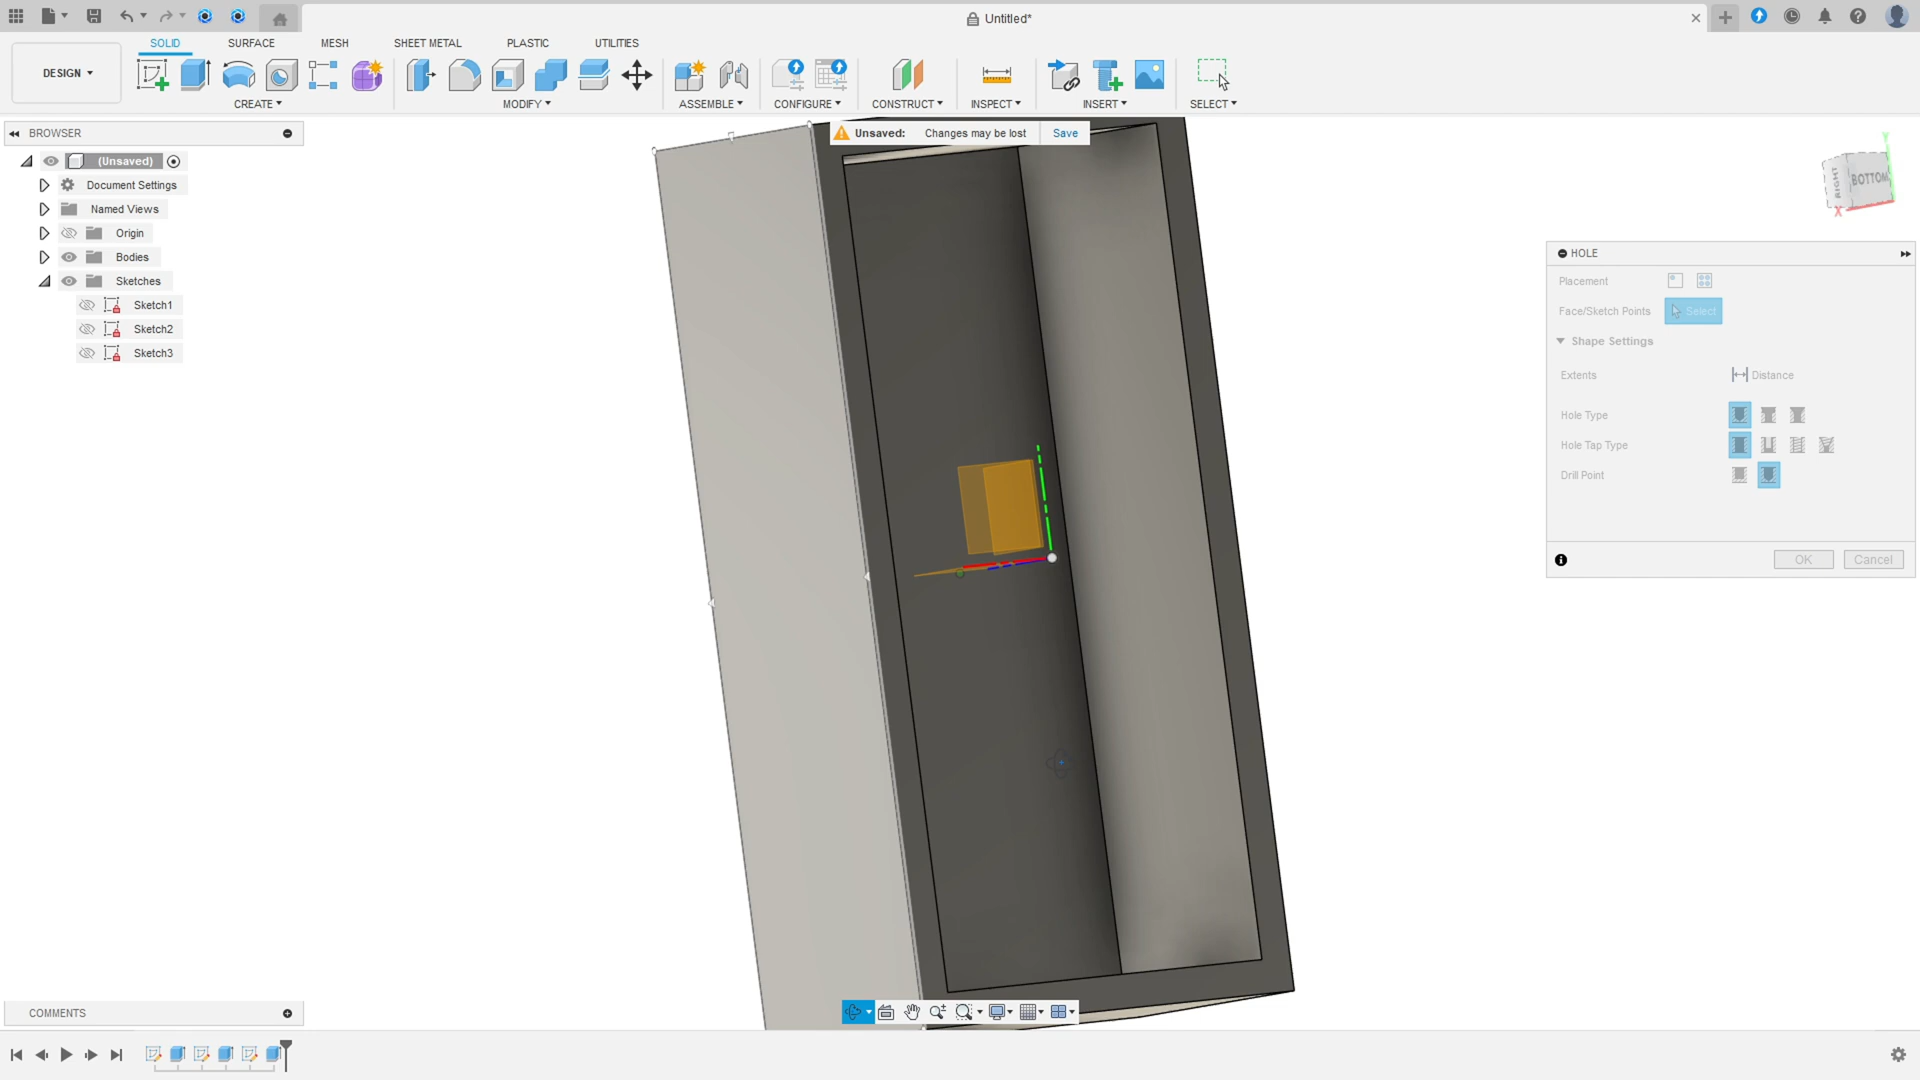 Untitled*
DESIGN
SOLID
SURFACE
MESH
SHEET METAL
PLASTIC
UTILITIES
CREATE
MODIFY
ASSEMBLE
CONFIGURE
CONSTRUCT
INSPECT
INSERT
SELECT
BROWSER
Unsaved: Changes may be lost Save
(Unsaved)
Document Settings
Named Views
Origin
Bodies
Sketches
Sketch1
Sketch2
Sketch3
Y
RIGHT
BOTTOM
X
HOLE
Placement
Face/Sketch Points Select
Shape Settings
Extents Distance
Hole Type
Hole Tap Type
Drill Point
OK Cancel
COMMENTS